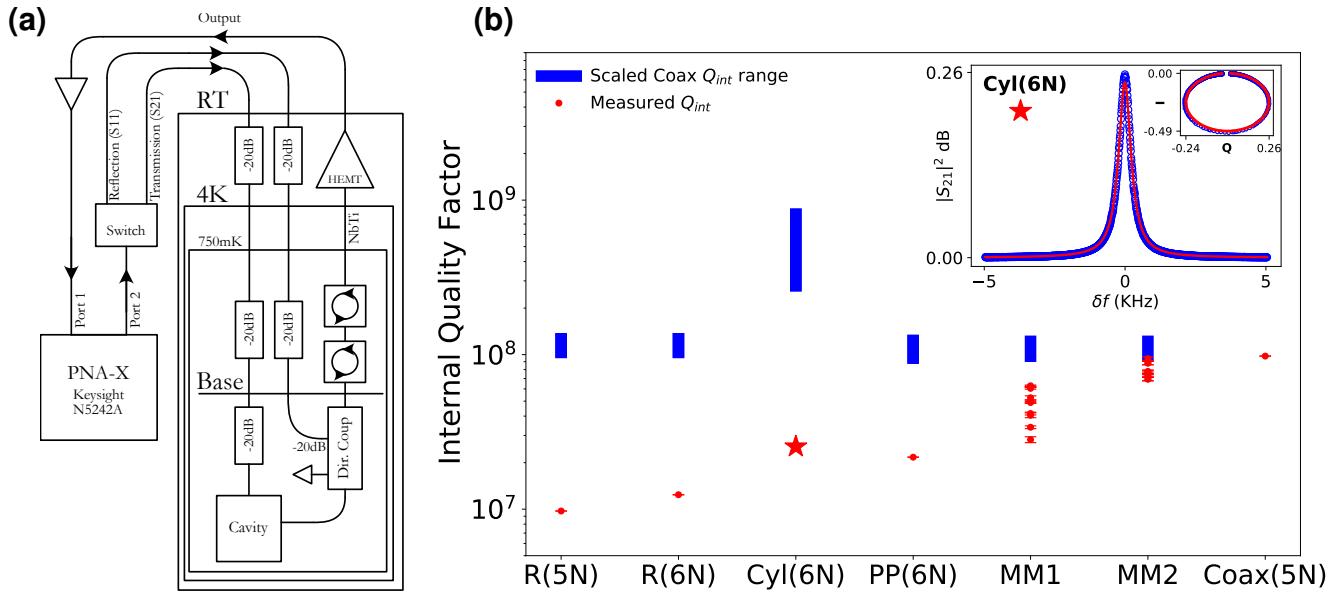 (a)
Output
Reflection (S11)
Transmission (S21)
RT
-20dB
-20dB
HEMT
4K
Switch
NbTi
750mK
Port 1
Port 2
-20dB
-20dB
PNA-X
Keysight
N5242A
Base
-20dB
-20dB
Dir. Coup
Cavity
(b)
Internal Quality Factor
10^9
10^8
10^7
Scaled Coax Q_int range
Measured Q_int
R(5N)
R(6N)
Cyl(6N)
PP(6N)
MM1
MM2
Coax(5N)
Cyl(6N)
|S_21|^2 dB
0.26
0.00
−5
0
5
δf (KHz)
I
0.00
-0.49
-0.24
0.26
Q